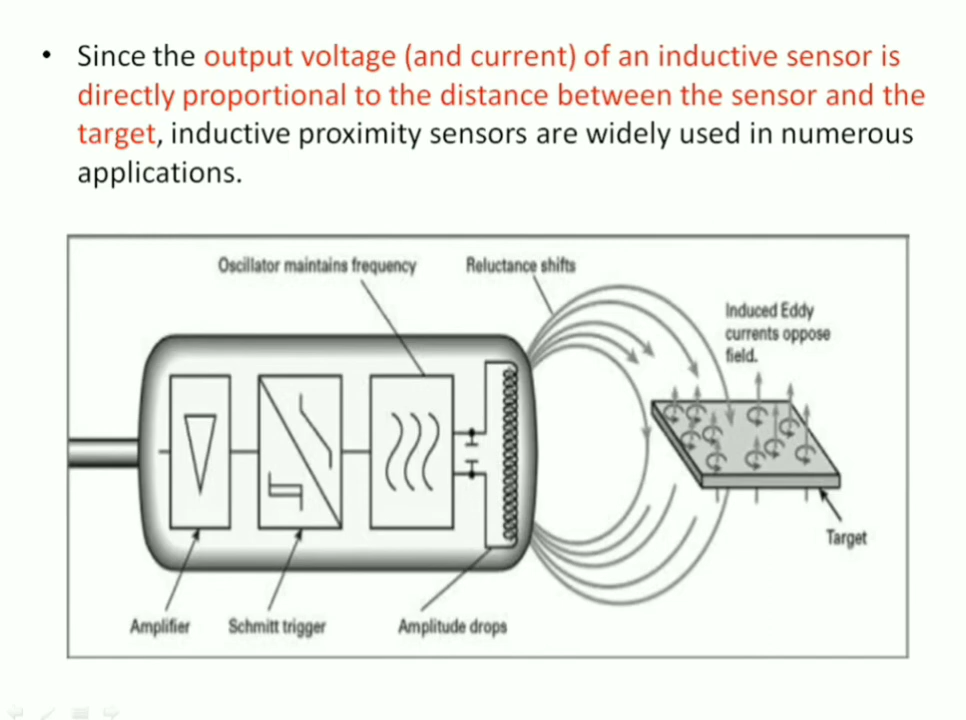 • Since the output voltage (and current) of an inductive sensor is
directly proportional to the distance between the sensor and the
target, inductive proximity sensors are widely used in numerous
applications.
Oscillator maintains frequency
Reluctance shifts
Induced Eddy
currents oppose
field.
Target
Amplifier
Schmitt trigger
Amplitude drops